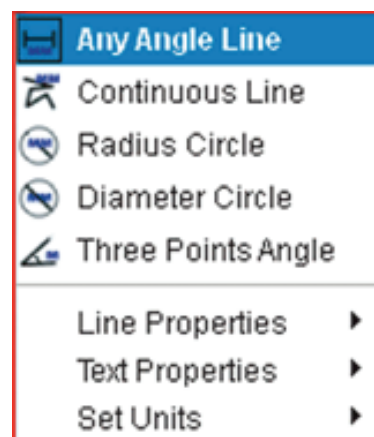 Any Angle Line
Continuous Line
Radius Circle
Diameter Circle
Three Points Angle
Line Properties
Text Properties
Set Units